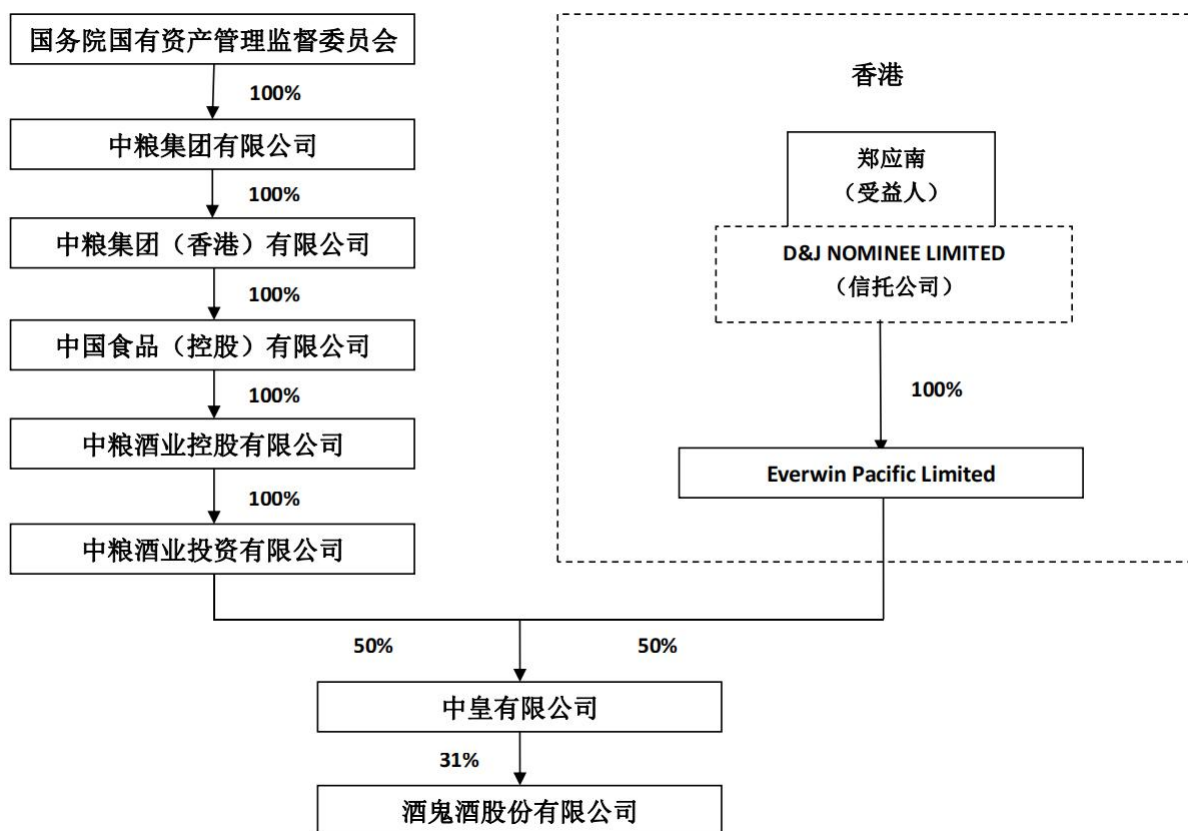 国务院国有资产管理监督委员会
100%
中粮集团有限公司
100%
中粮集团（香港）有限公司
100%
中国食品（控股）有限公司
100%
中粮酒业控股有限公司
100%
中粮酒业投资有限公司
香港
郑应南
（受益人）
D&J NOMINEE LIMITED
（信托公司）
100%
Everwin Pacific Limited
50%
50%
中皇有限公司
31%
酒鬼酒股份有限公司